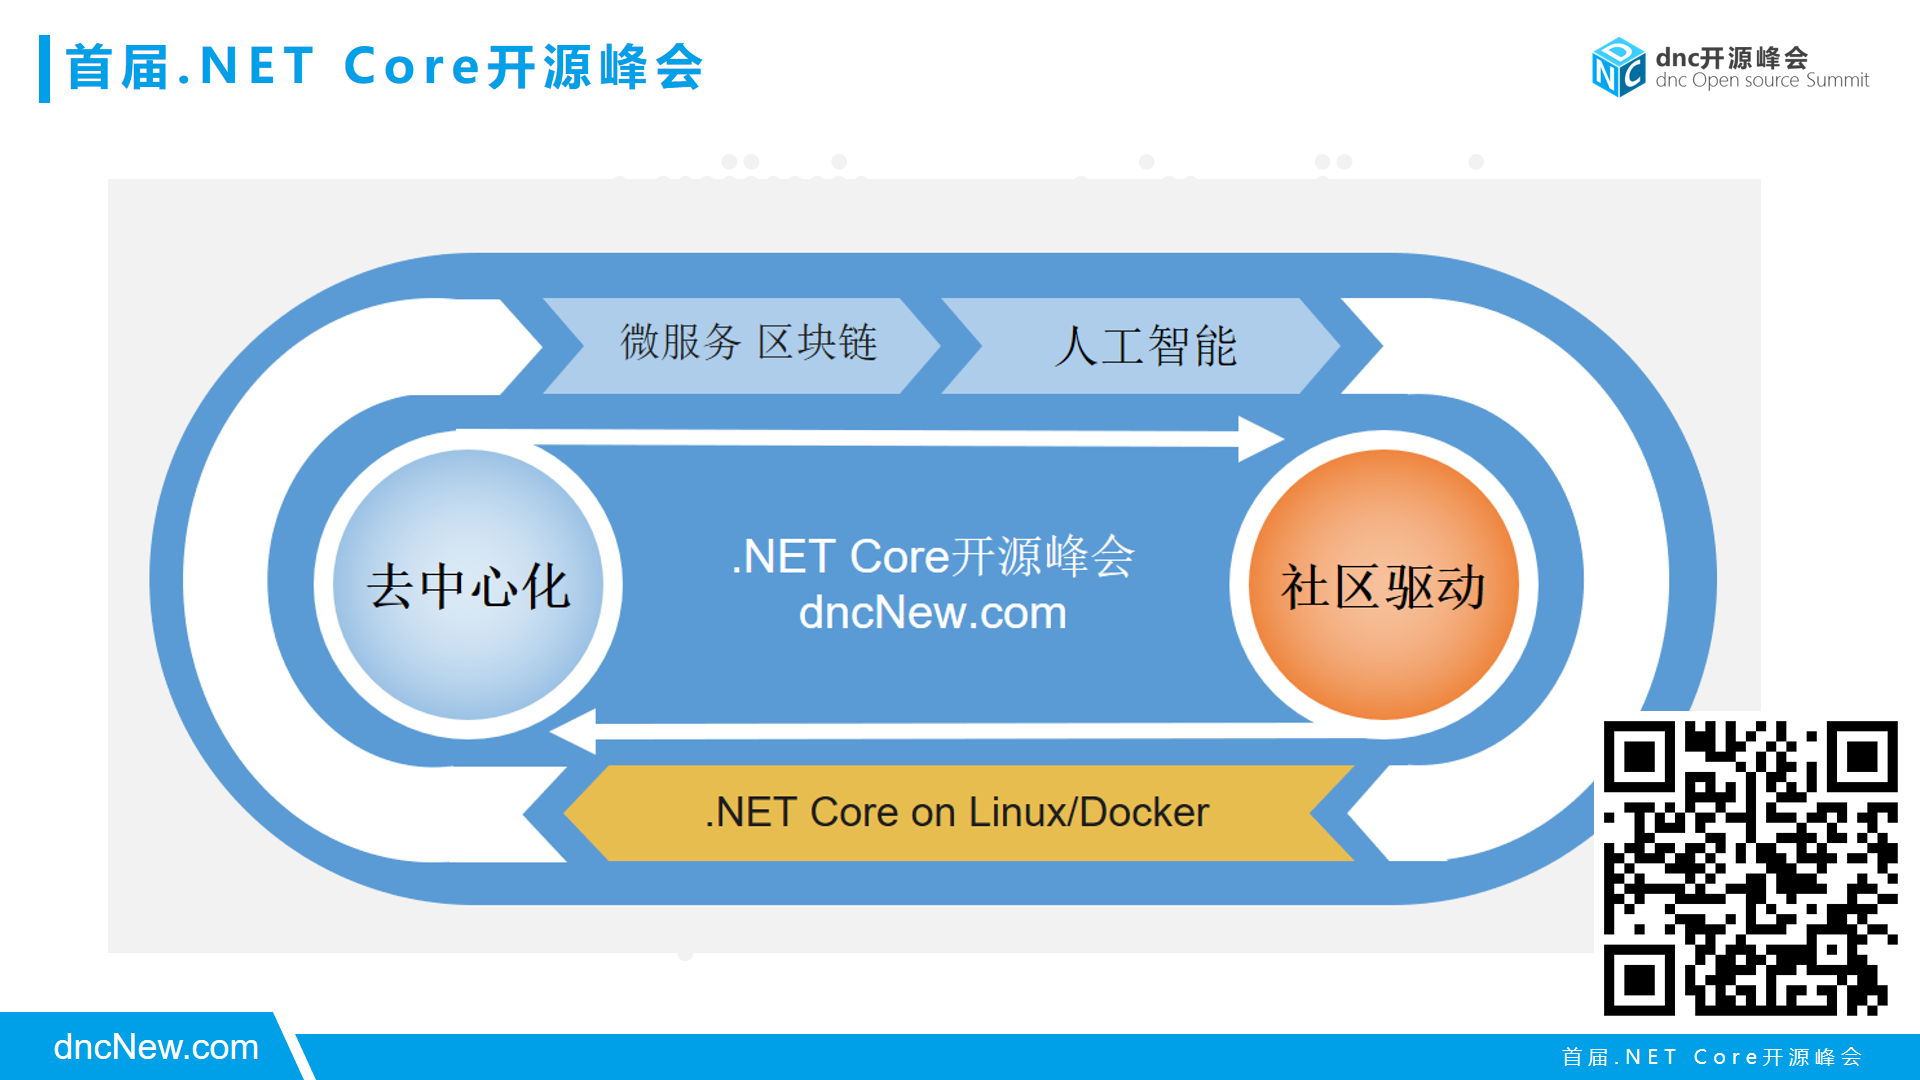 首届.NET Core开源峰会
DNC
dnc开源峰会
dnc Open source Summit
微服务 区块链
人工智能
去中心化
.NET Core开源峰会
dncNew.com
社区驱动
.NET Core on Linux/Docker
dncNew.com
首届.NET Core开源峰会